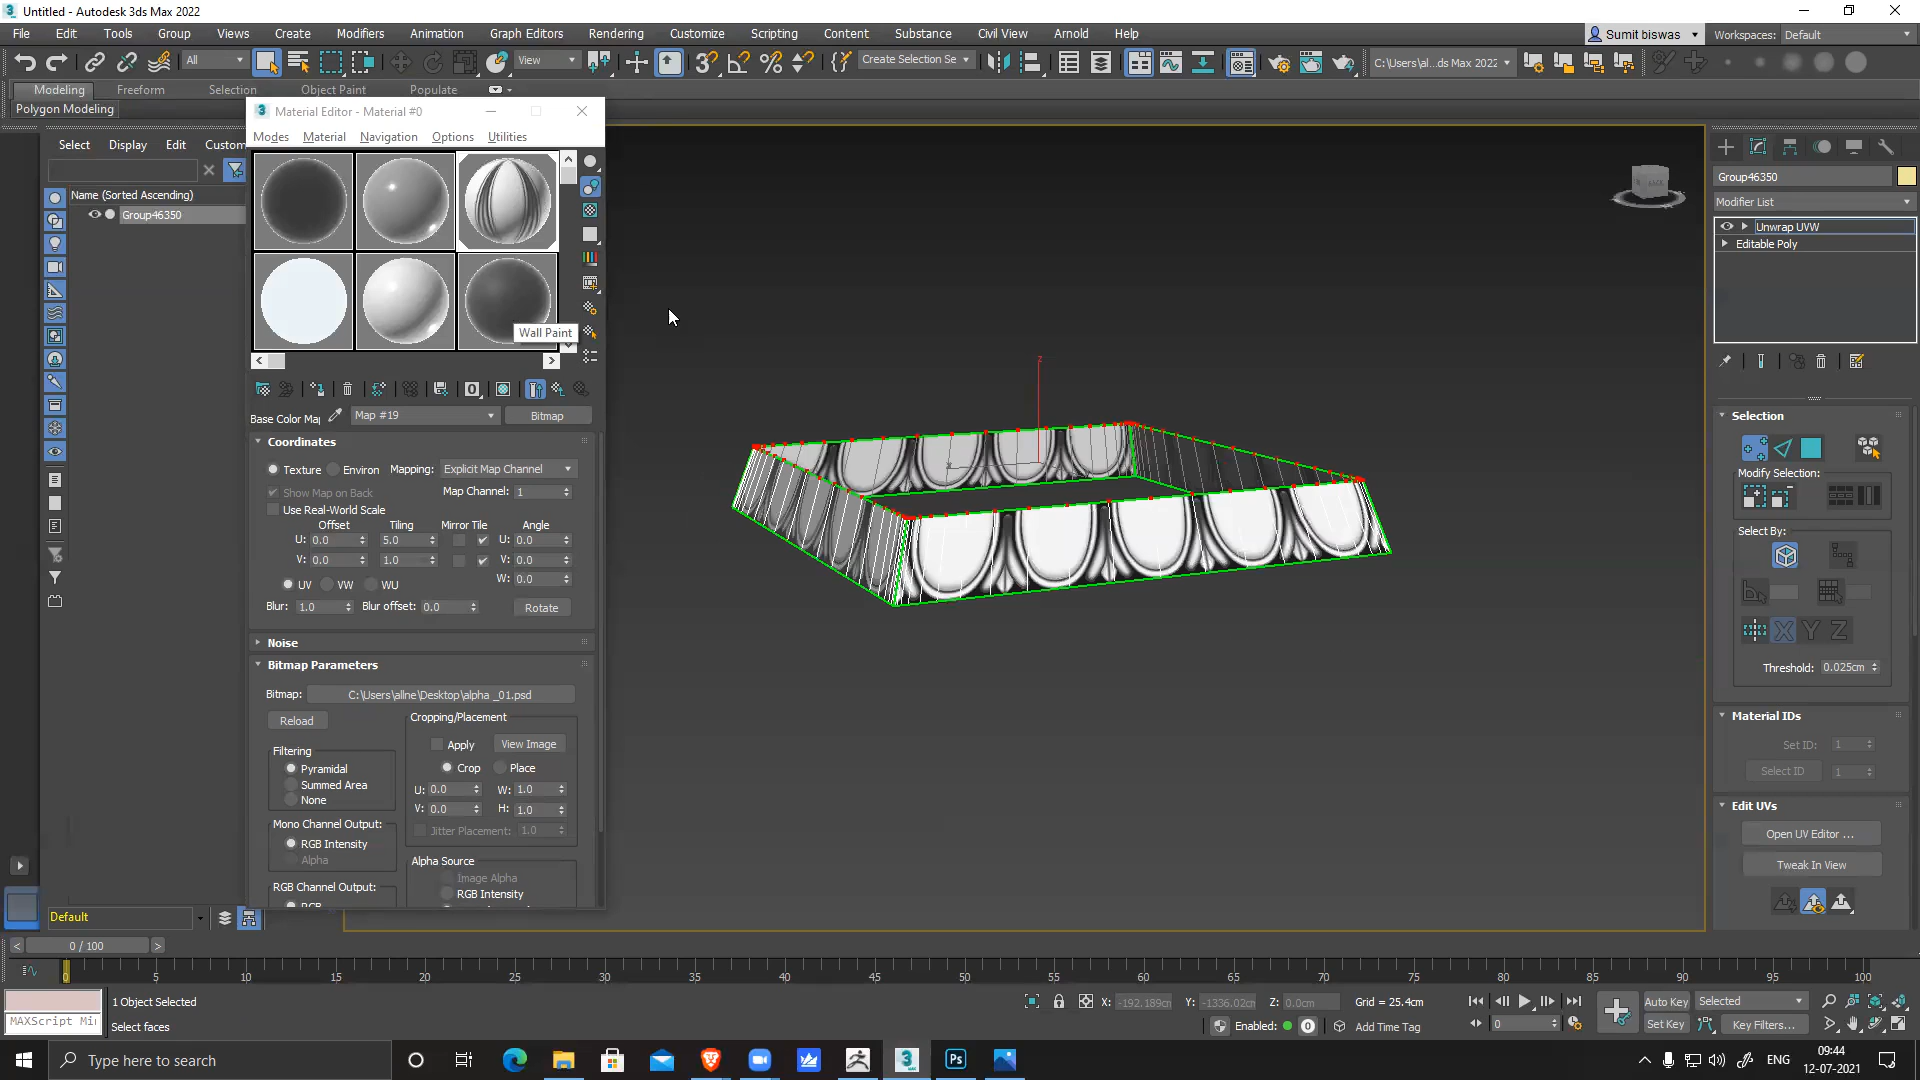 Untitled - Autodesk 3ds Max 2022
File Edit Tools Group Views Create Modifiers Animation Graph Editors Rendering Customize Scripting Content Substance Civil View Arnold Help
Sumit biswas Workspaces: Default
All View Create Selection Se C:\Users\al...ds Max 2022
Modeling Freeform Selection Object Paint Populate
Polygon Modeling
Select Display Edit Custom
Name (Sorted Ascending)
Group46350
Material Editor - Material #0
Modes Material Navigation Options Utilities
Wall Paint
Base Color Map Map #19 Bitmap
Coordinates
Texture Environ Mapping: Explicit Map Channel
Show Map on Back Map Channel: 1
Use Real-World Scale
Offset Tiling Mirror Tile Angle
U: 0.0 5.0 U: 0.0
V: 0.0 1.0 V: 0.0
W: 0.0
UV VW WU
Blur: 1.0 Blur offset: 0.0 Rotate
Noise
Bitmap Parameters
Bitmap: C:\Users\allne\Desktop\alpha _01.psd
Reload
Cropping/Placement
Apply View Image
Crop Place
U: 0.0 W: 1.0
V: 0.0 H: 1.0
Jitter Placement: 1.0
Filtering
Pyramidal
Summed Area
None
Mono Channel Output:
RGB Intensity
Alpha
RGB Channel Output:
RGB
Alpha Source
Image Alpha
RGB Intensity
z
Group46350
Modifier List
Unwrap UVW
Editable Poly
Selection
Modify Selection:
Select By:
X Y Z
Threshold: 0.025cm
Material IDs
Set ID: 1
Select ID 1
Edit UVs
Open UV Editor ...
Tweak In View
Default
0 / 100
0 5 10 15 20 25 30 35 40 45 50 55 60 65 70 75 80 85 90 95 100
1 Object Selected
MAXScript Mi
Select faces
X: -192.189cm Y: -1336.02cm Z: 0.0cm Grid = 25.4cm
Enabled: 0 Add Time Tag
Auto Key Selected
0 Set Key Key Filters...
Type here to search
Ps
ENG
09:44
12-07-2021